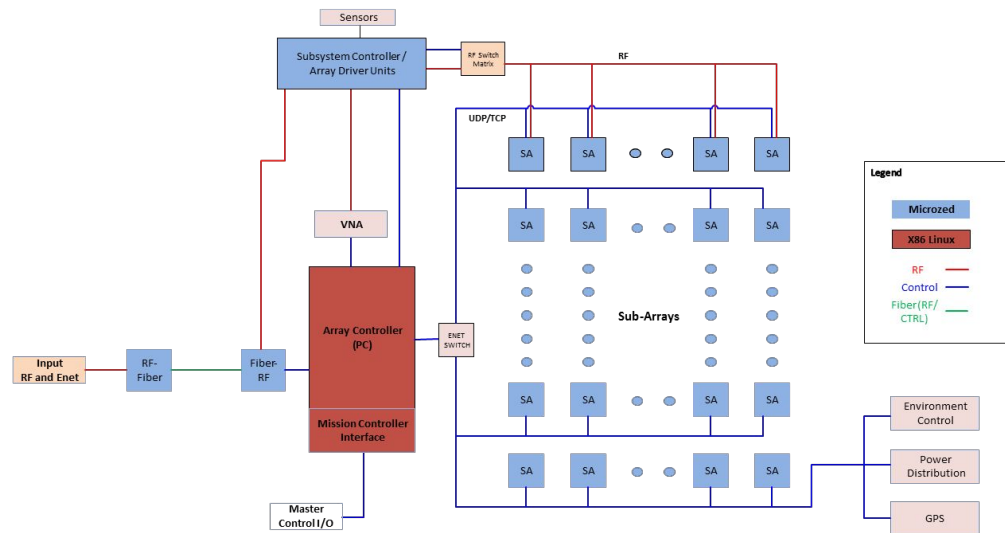 Sensors
Subsystem Controller /
Array Driver Units
RF Switch
Matrix
RF
UDP/TCP
SA SA SA SA
Legend
Microzed
X86 Linux
RF
Control
Fiber(RF/
CTRL)
VNA
SA SA SA SA
Array Controller
(PC)
ENET
SWITCH
Sub-Arrays
Input
RF and Enet
RF-
Fiber
Fiber-
RF
Mission Controller
Interface
SA SA SA SA
Environment
Control
SA SA SA SA
Power
Distribution
Master
Control I/O
GPS